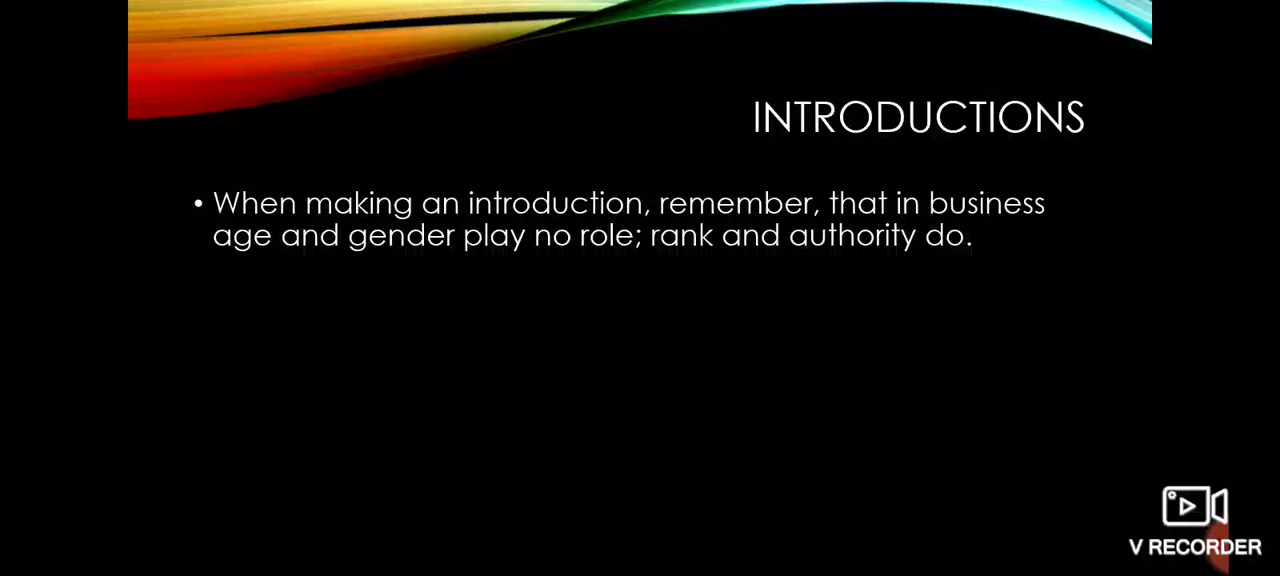 INTRODUCTIONS
• When making an introduction, remember, that in business
age and gender play no role; rank and authority do.
V RECORDER